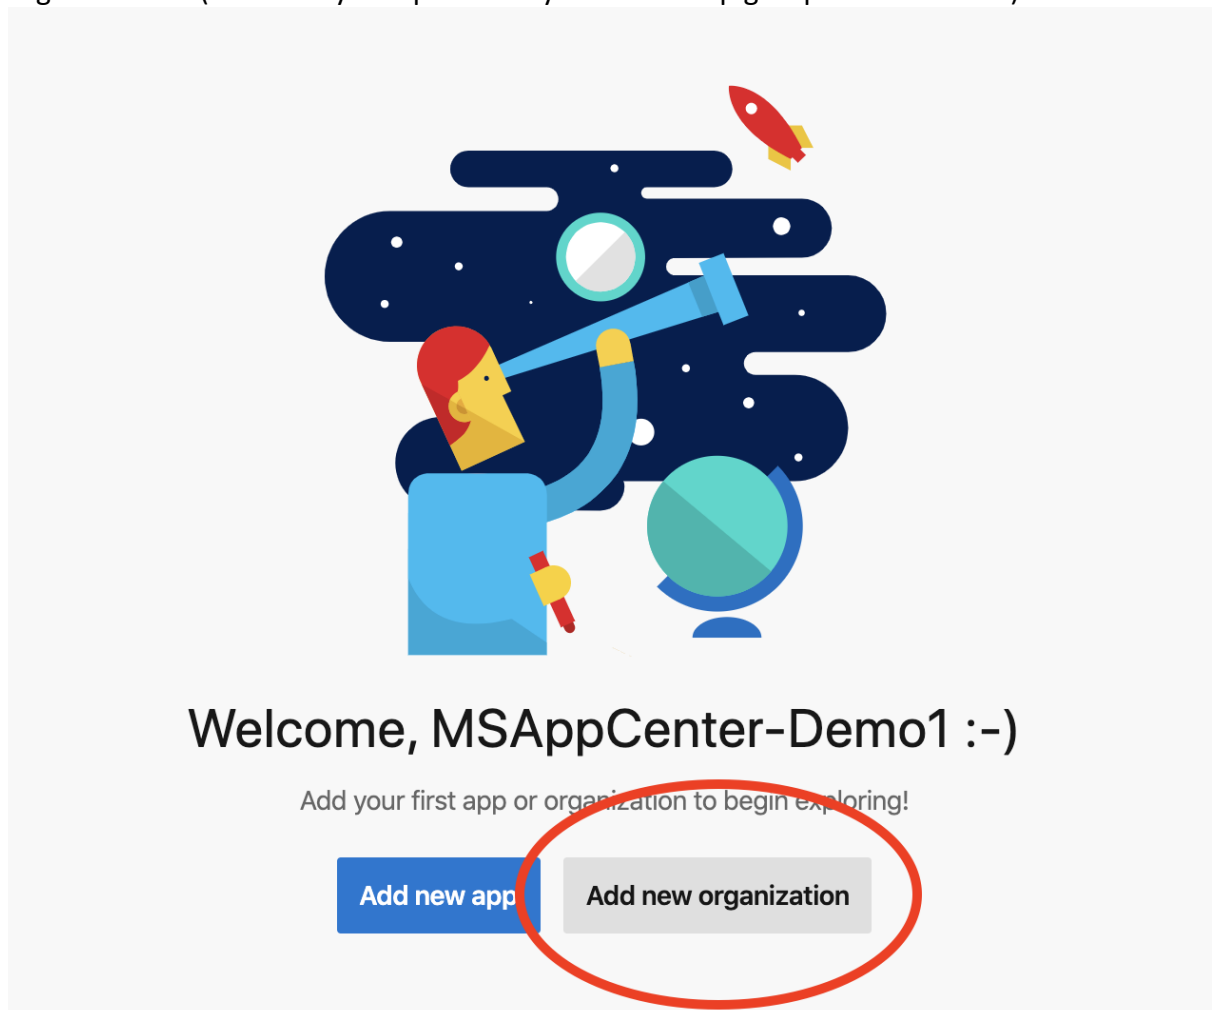 Welcome, MSAppCenter-Demo1 :-)
Add your first app or organization to begin exploring!
Add new app
Add new organization